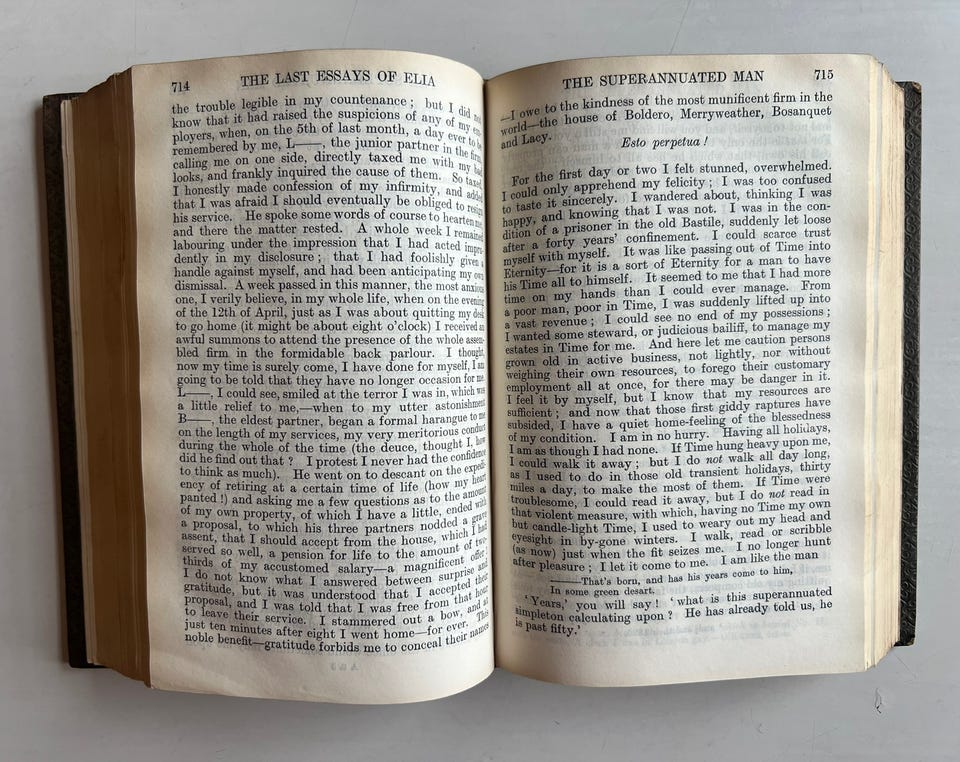 714 THE LAST ESSAYS OF ELIA
the trouble legible in my countenance ; but I did not
know that it had raised the suspicions of any of my em-
ployers, when, on the 5th of last month, a day ever to be
remembered by me, L——, the junior partner in the firm,
calling me on one side, directly taxed me with my bad
looks, and frankly inquired the cause of them. So taxed,
I honestly made confession of my infirmity, and added
that I was afraid I should eventually be obliged to resign
his service. He spoke some words of course to hearten me,
and there the matter rested. A whole week I remained
labouring under the impression that I had acted impru-
dently in my disclosure ; that I had foolishly given a
handle against myself, and had been anticipating my own
dismissal. A week passed in this manner, the most anxious
one, I verily believe, in my whole life, when on the evening
of the 12th of April, just as I was about quitting my desk
to go home (it might be about eight o'clock) I received an
awful summons to attend the presence of the whole assem-
bled firm in the formidable back parlour. I thought,
now my time is surely come, I have done for myself, I am
going to be told that they have no longer occasion for me.
L——, I could see, smiled at the terror I was in, which was
a little relief to me,—when to my utter astonishment
B——, the eldest partner, began a formal harangue to me
on the length of my services, my very meritorious conduct
during the whole of the time (the deuce, thought I, how
did he find out that ? I protest I never had the confidence
to think as much). He went on to descant on the expedi-
ency of retiring at a certain time of life (how my heart
panted !) and asking me a few questions as to the amount
of my own property, of which I have a little, ended with
a proposal, to which his three partners nodded a grave
assent, that I should accept from the house, which I had
served so well, a pension for life to the amount of two-
thirds of my accustomed salary—a magnificent offer !
I do not know what I answered between surprise and
gratitude, but it was understood that I accepted their
proposal, and I was told that I was free from that hour
to leave their service. I stammered out a bow, and at
just ten minutes after eight I went home—for ever. This
noble benefit—gratitude forbids me to conceal their names
THE SUPERANNUATED MAN 715
—I owe to the kindness of the most munificent firm in the
world—the house of Boldero, Merryweather, Bosanquet
and Lacy.
Esto perpetua !
For the first day or two I felt stunned, overwhelmed.
I could only apprehend my felicity ; I was too confused
to taste it sincerely. I wandered about, thinking I was
happy, and knowing that I was not. I was in the con-
dition of a prisoner in the old Bastile, suddenly let loose
after a forty years' confinement. I could scarce trust
myself with myself. It was like passing out of Time into
Eternity—for it is a sort of Eternity for a man to have
his Time all to himself. It seemed to me that I had more
time on my hands than I could ever manage. From
a poor man, poor in Time, I was suddenly lifted up into
a vast revenue ; I could see no end of my possessions ;
I wanted some steward, or judicious bailiff, to manage my
estates in Time for me. And here let me caution persons
grown old in active business, not lightly, nor without
weighing their own resources, to forego their customary
employment all at once, for there may be danger in it.
I feel it by myself, but I know that my resources are
sufficient ; and now that those first giddy raptures have
subsided, I have a quiet home-feeling of the blessedness
of my condition. I am in no hurry. Having all holidays,
I am as though I had none. If Time hung heavy upon me,
I could walk it away ; but I do not walk all day long,
as I used to do in those old transient holidays, thirty
miles a day, to make the most of them. If Time were
troublesome, I could read it away, but I do not read in
that violent measure, with which, having no Time my own
but candle-light Time, I used to weary out my head and
eyesight in by-gone winters. I walk, read or scribble
(as now) just when the fit seizes me. I no longer hunt
after pleasure ; I let it come to me. I am like the man
——That's born, and has his years come to him,
In some green desart.
'Years,' you will say ! 'what is this superannuated
simpleton calculating upon ? He has already told us, he
is past fifty.'